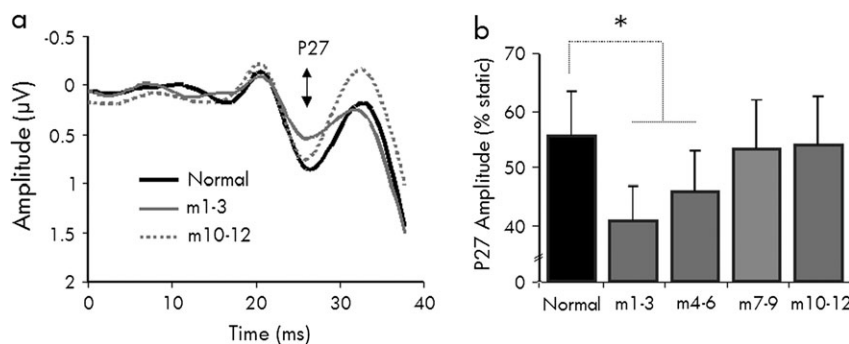 a
-0.5
0
0.5
1
1.5
2
Amplitude (µV)
P27
Normal
m1-3
m10-12
0 10 20 30 40
Time (ms)
b
*
70
60
50
40
0
P27 Amplitude (% static)
Normal m1-3 m4-6 m7-9 m10-12